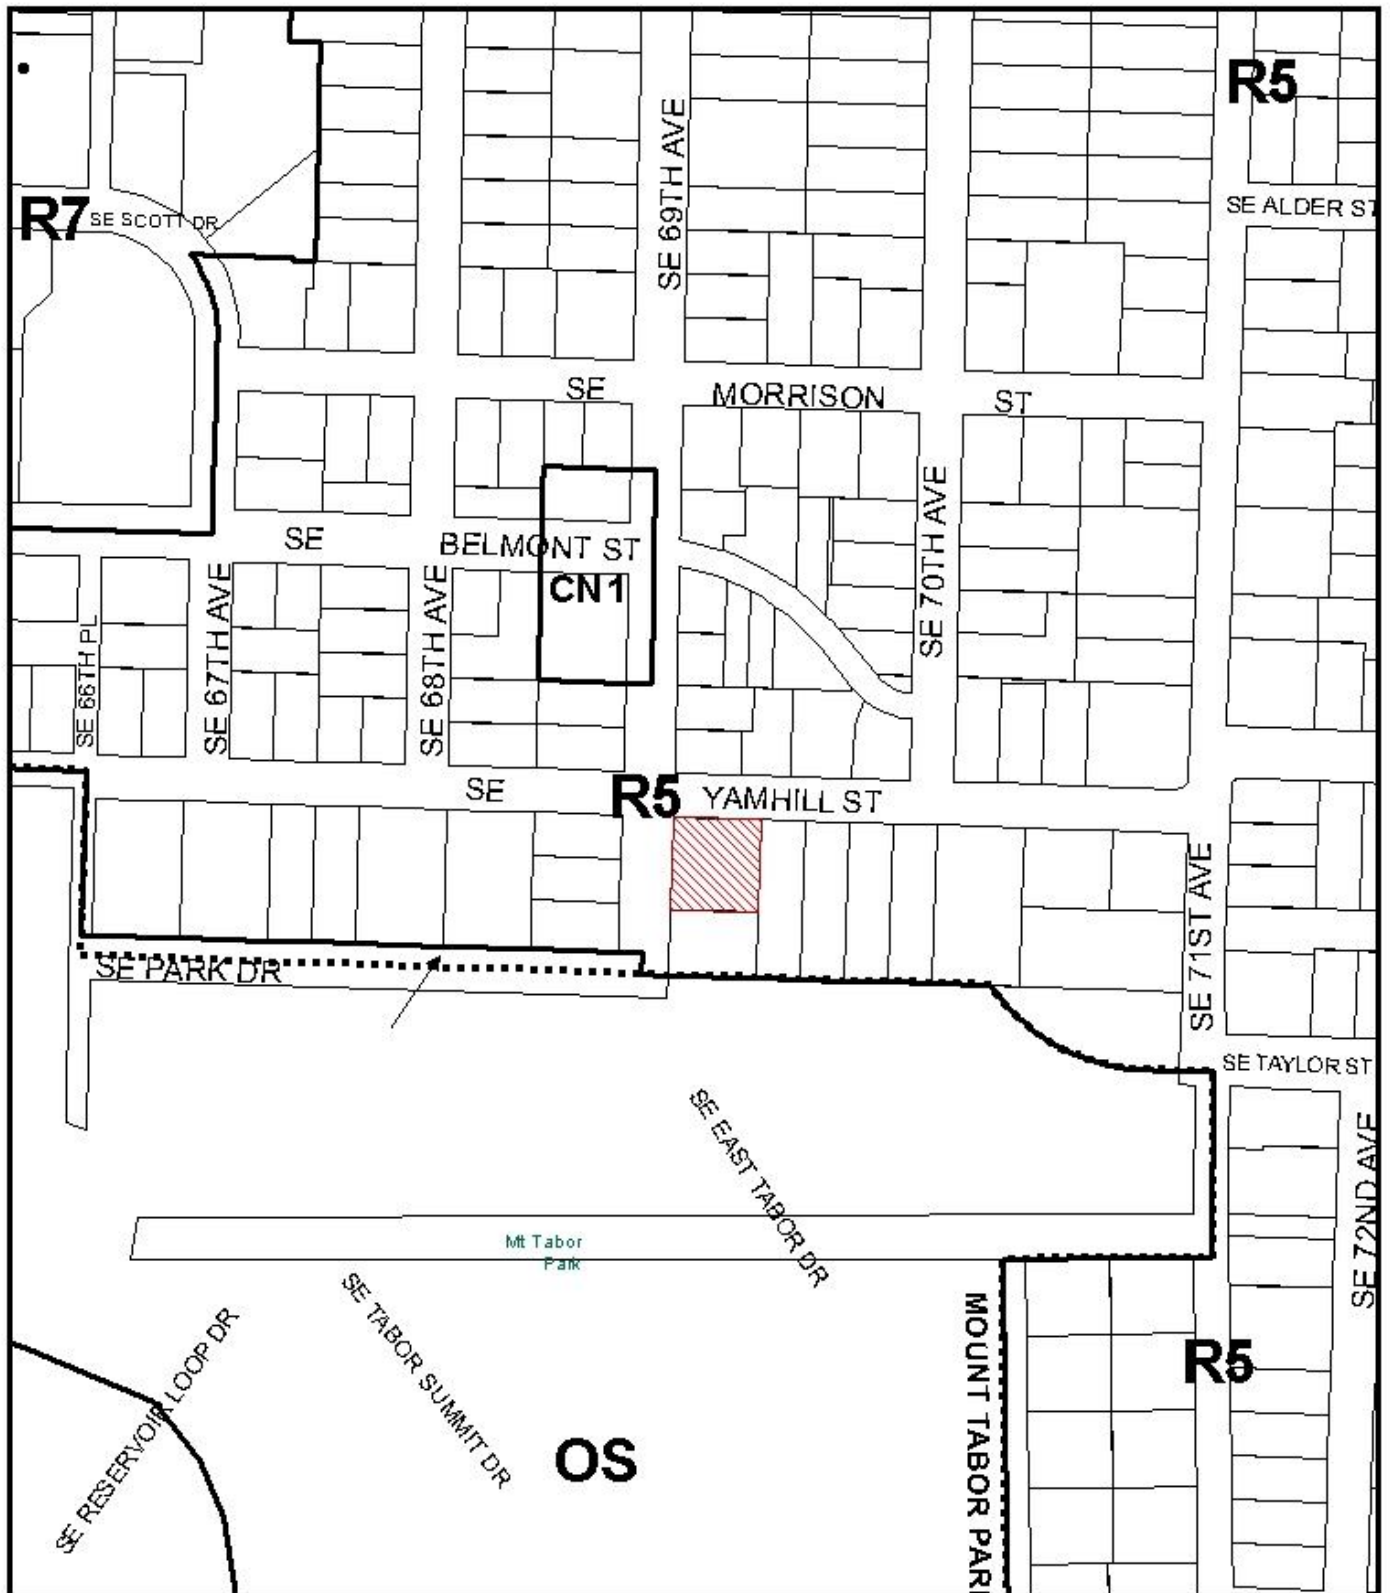 R5
SE 69TH AVE
R7
SE SCOTT DR
SE ALDER ST
SE MORRISON ST
SE 70TH AVE
SE BELMONT ST
CN1
SE 66TH PL
SE 67TH AVE
SE 68TH AVE
SE YAMHILL ST
R5
SE 71ST AVE
SE PARK DR
SE TAYLOR ST
SE EAST TABOR DR
SE 72ND AVE
Mt Tabor
Park
SE RESERVOIR LOOP DR
SE TABOR SUMMIT DR
MOUNT TABOR PAR
R5
OS